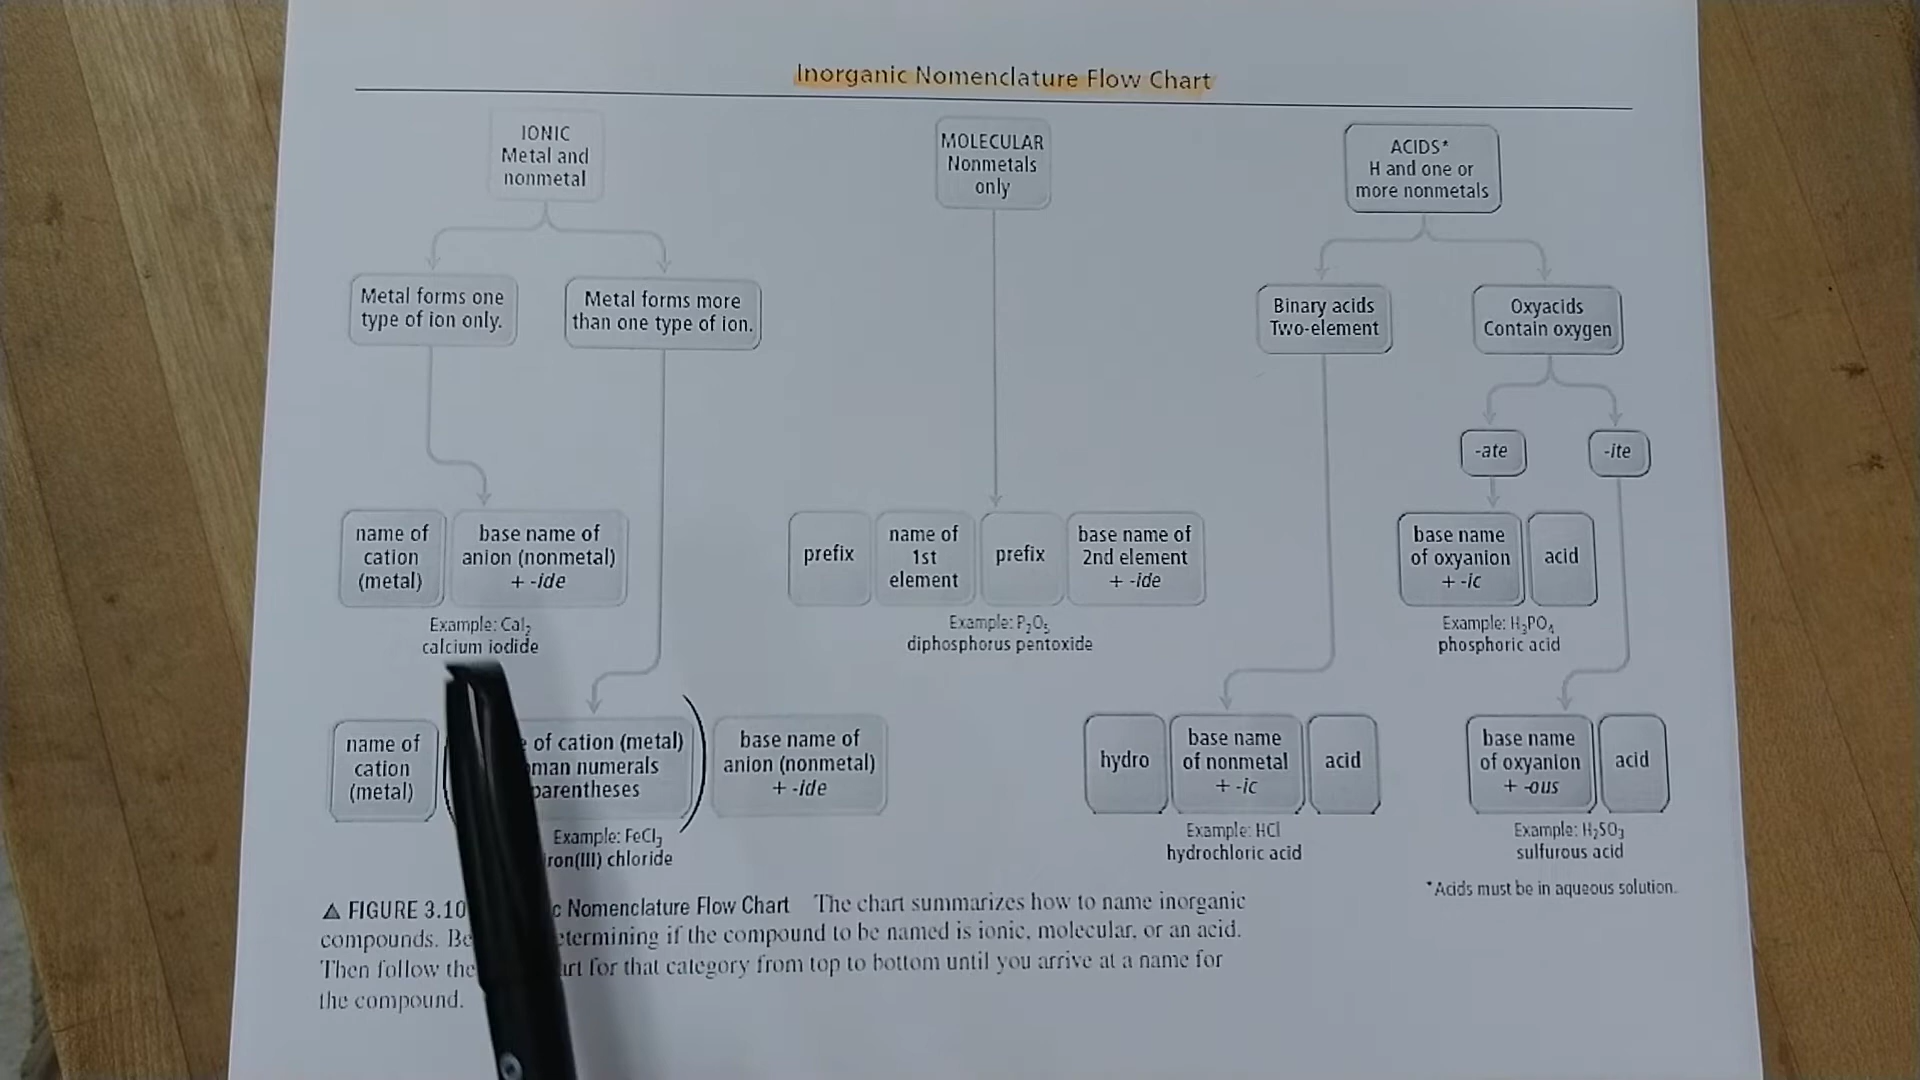 Inorganic Nomenclature Flow Chart
IONIC
Metal and
nonmetal
Metal forms one
type of ion only.
Metal forms more
than one type of ion.
name of
cation
(metal)
base name of
anion (nonmetal)
+ -ide
Example: CaI₂
calcium iodide
name of
cation
(metal)
of cation (metal)
numerals
parentheses
base name of
anion (nonmetal)
+ -ide
Example: FeCl₃
iron(III) chloride
MOLECULAR
Nonmetals
only
prefix
name of
1st
element
prefix
base name of
2nd element
+ -ide
Example: P₂O₅
diphosphorus pentoxide
ACIDS*
H and one or
more nonmetals
Binary acids
Two-element
Oxyacids
Contain oxygen
-ate
-ite
base name
of oxyanion
+ -ic
acid
Example: H₃PO₄
phosphoric acid
hydro
base name
of nonmetal
+ -ic
acid
Example: HCl
hydrochloric acid
base name
of oxyanion
+ -ous
acid
Example: H₂SO₃
sulfurous acid
*Acids must be in aqueous solution.
▲ FIGURE 3.10 Nomenclature Flow Chart The chart summarizes how to name inorganic
compounds. if the compound to be named is ionic, molecular, or an acid.
Then follow the for that category from top to bottom until you arrive at a name for
the compound.